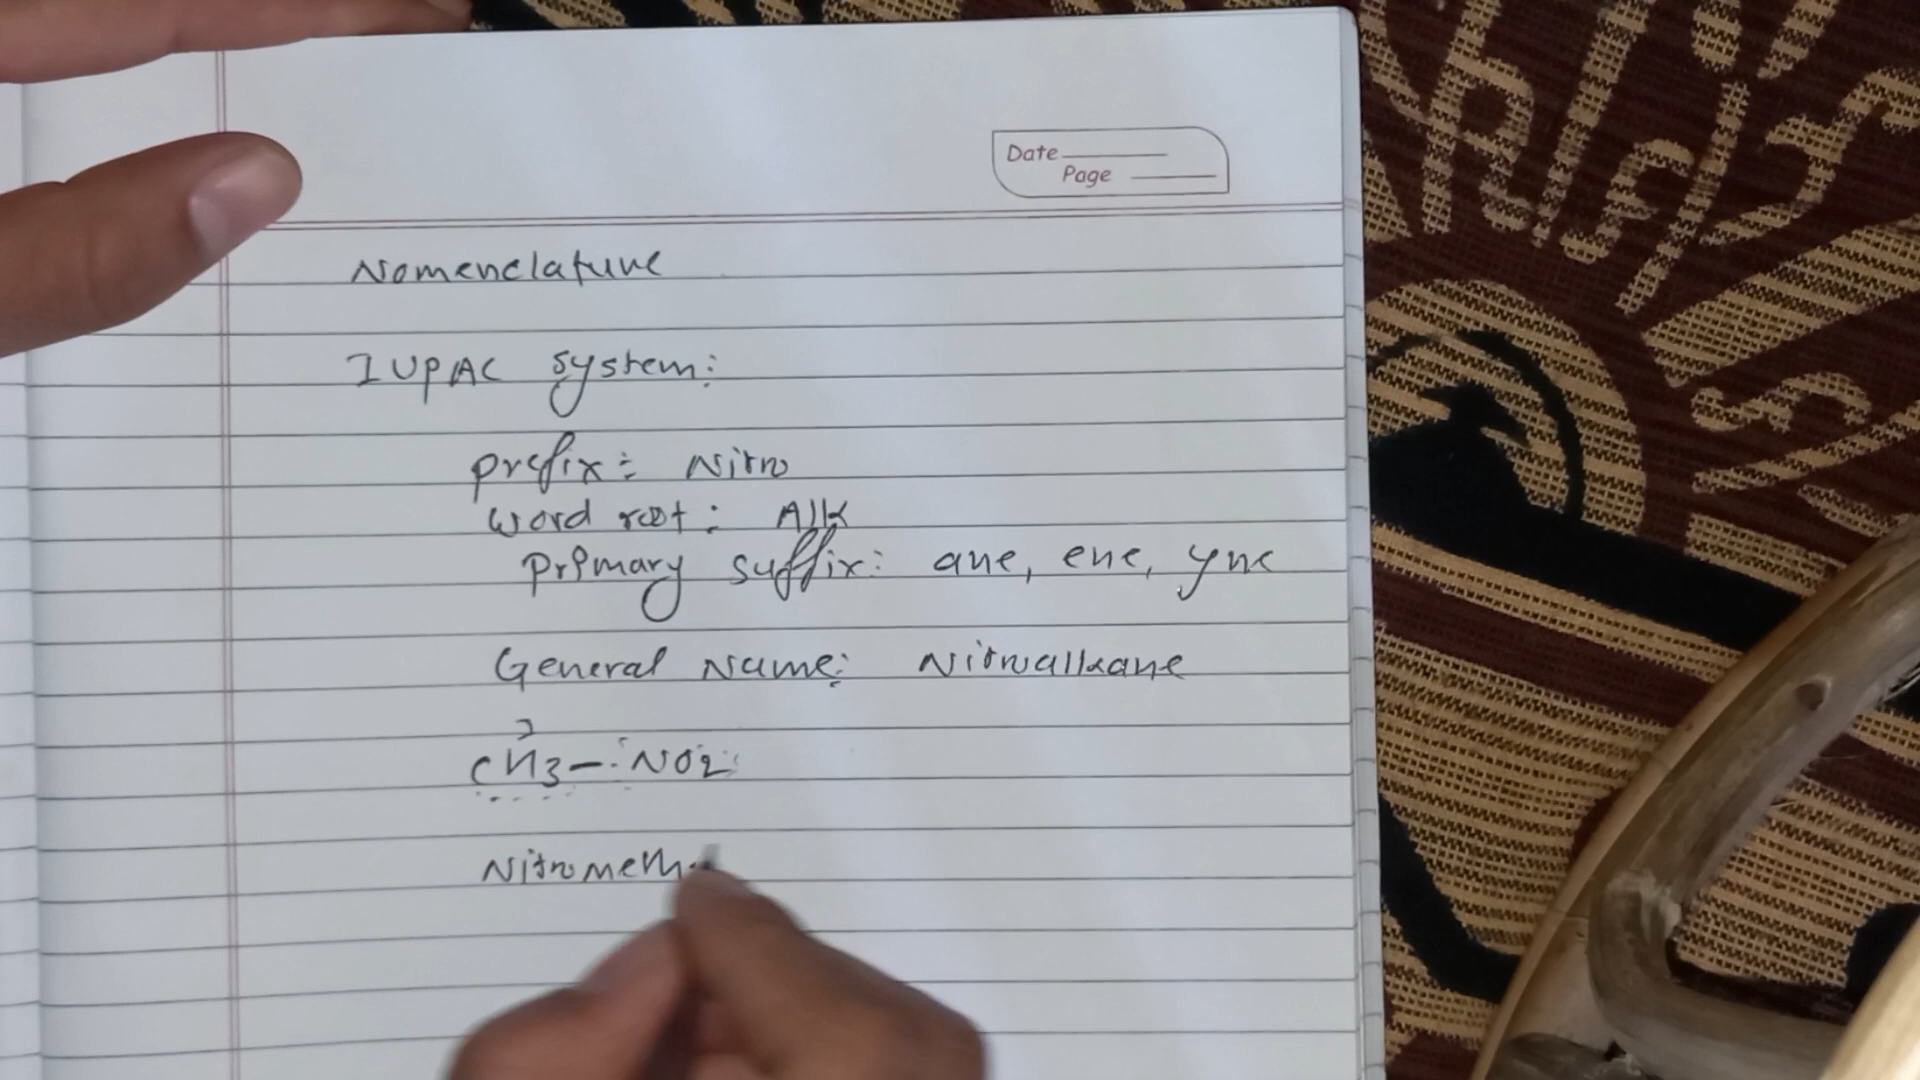 Date
Page
Nomenclature
IUPAC system:
prefix: Nitro
word root: Alk
Primary suffix: ane, ene, yne
General Name: Nitroalkane
CH3-NO2
Nitrometha